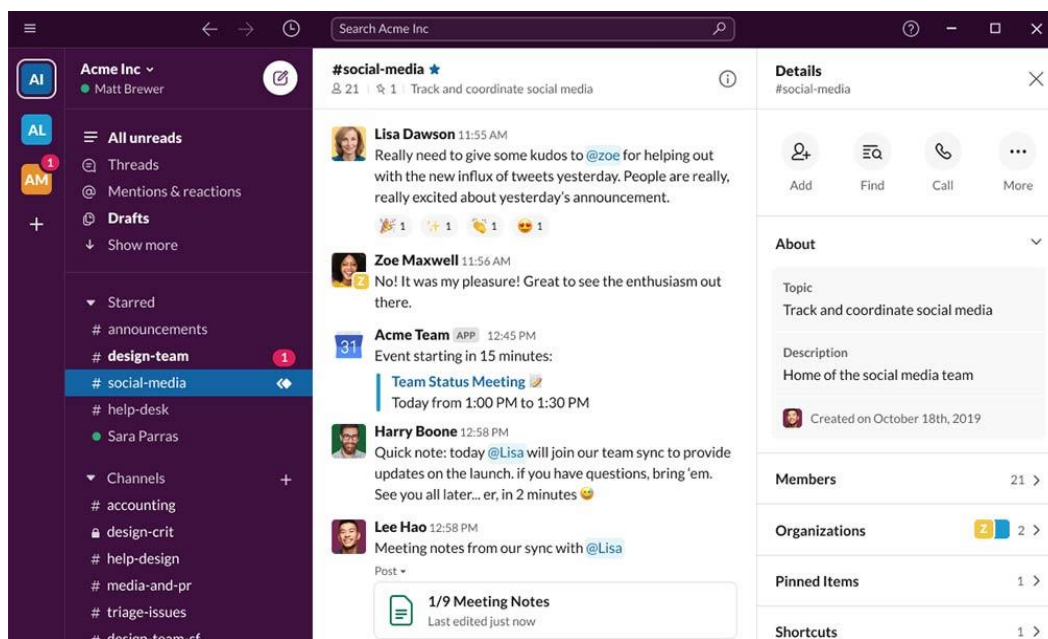 Search Acme Inc
AI
AL
AM
1
+
Acme Inc
Matt Brewer
All unreads
Threads
@ Mentions & reactions
Drafts
Show more
Starred
# announcements
# design-team 1
# social-media
# help-desk
Sara Parras
Channels +
# accounting
design-crit
# help-design
# media-and-pr
# triage-issues
# design-team-sf
#social-media
21 | 1 | Track and coordinate social media
Lisa Dawson 11:55 AM
Really need to give some kudos to @zoe for helping out
with the new influx of tweets yesterday. People are really,
really excited about yesterday’s announcement.
1 1 1 1
Zoe Maxwell 11:56 AM
Z
No! It was my pleasure! Great to see the enthusiasm out
there.
31
Acme Team APP 12:45 PM
Event starting in 15 minutes:
Team Status Meeting
Today from 1:00 PM to 1:30 PM
Harry Boone 12:58 PM
Quick note: today @Lisa will join our team sync to provide
updates on the launch. if you have questions, bring ‘em.
See you all later... er, in 2 minutes
Lee Hao 12:58 PM
Meeting notes from our sync with @Lisa
Post
1/9 Meeting Notes
Last edited just now
Details
#social-media
Add Find Call More
About
Topic
Track and coordinate social media
Description
Home of the social media team
Created on October 18th, 2019
Members 21
Organizations Z 2
Pinned Items 1
Shortcuts 1